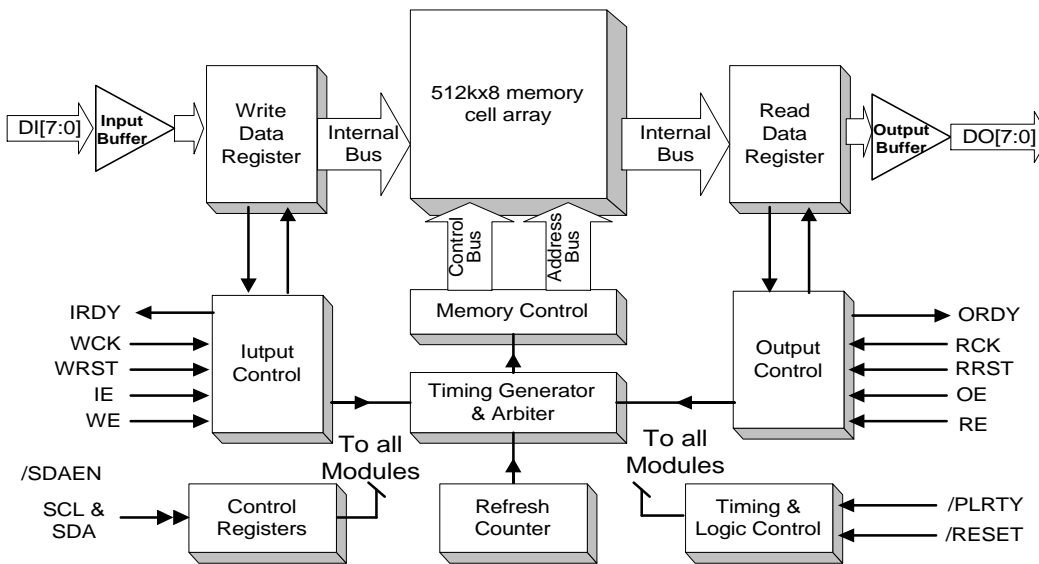 DI[7:0]
Input
Buffer
Write
Data
Register
Internal
Bus
512kx8 memory
cell array
Internal
Bus
Read
Data
Register
Output
Buffer
DO[7:0]
Control
Bus
Address
Bus
IRDY
WCK
WRST
IE
WE
Iutput
Control
Memory Control
Timing Generator
& Arbiter
Output
Control
ORDY
RCK
RRST
OE
RE
To all
Modules
To all
Modules
/SDAEN
SCL &
SDA
Control
Registers
Refresh
Counter
Timing &
Logic Control
/PLRTY
/RESET